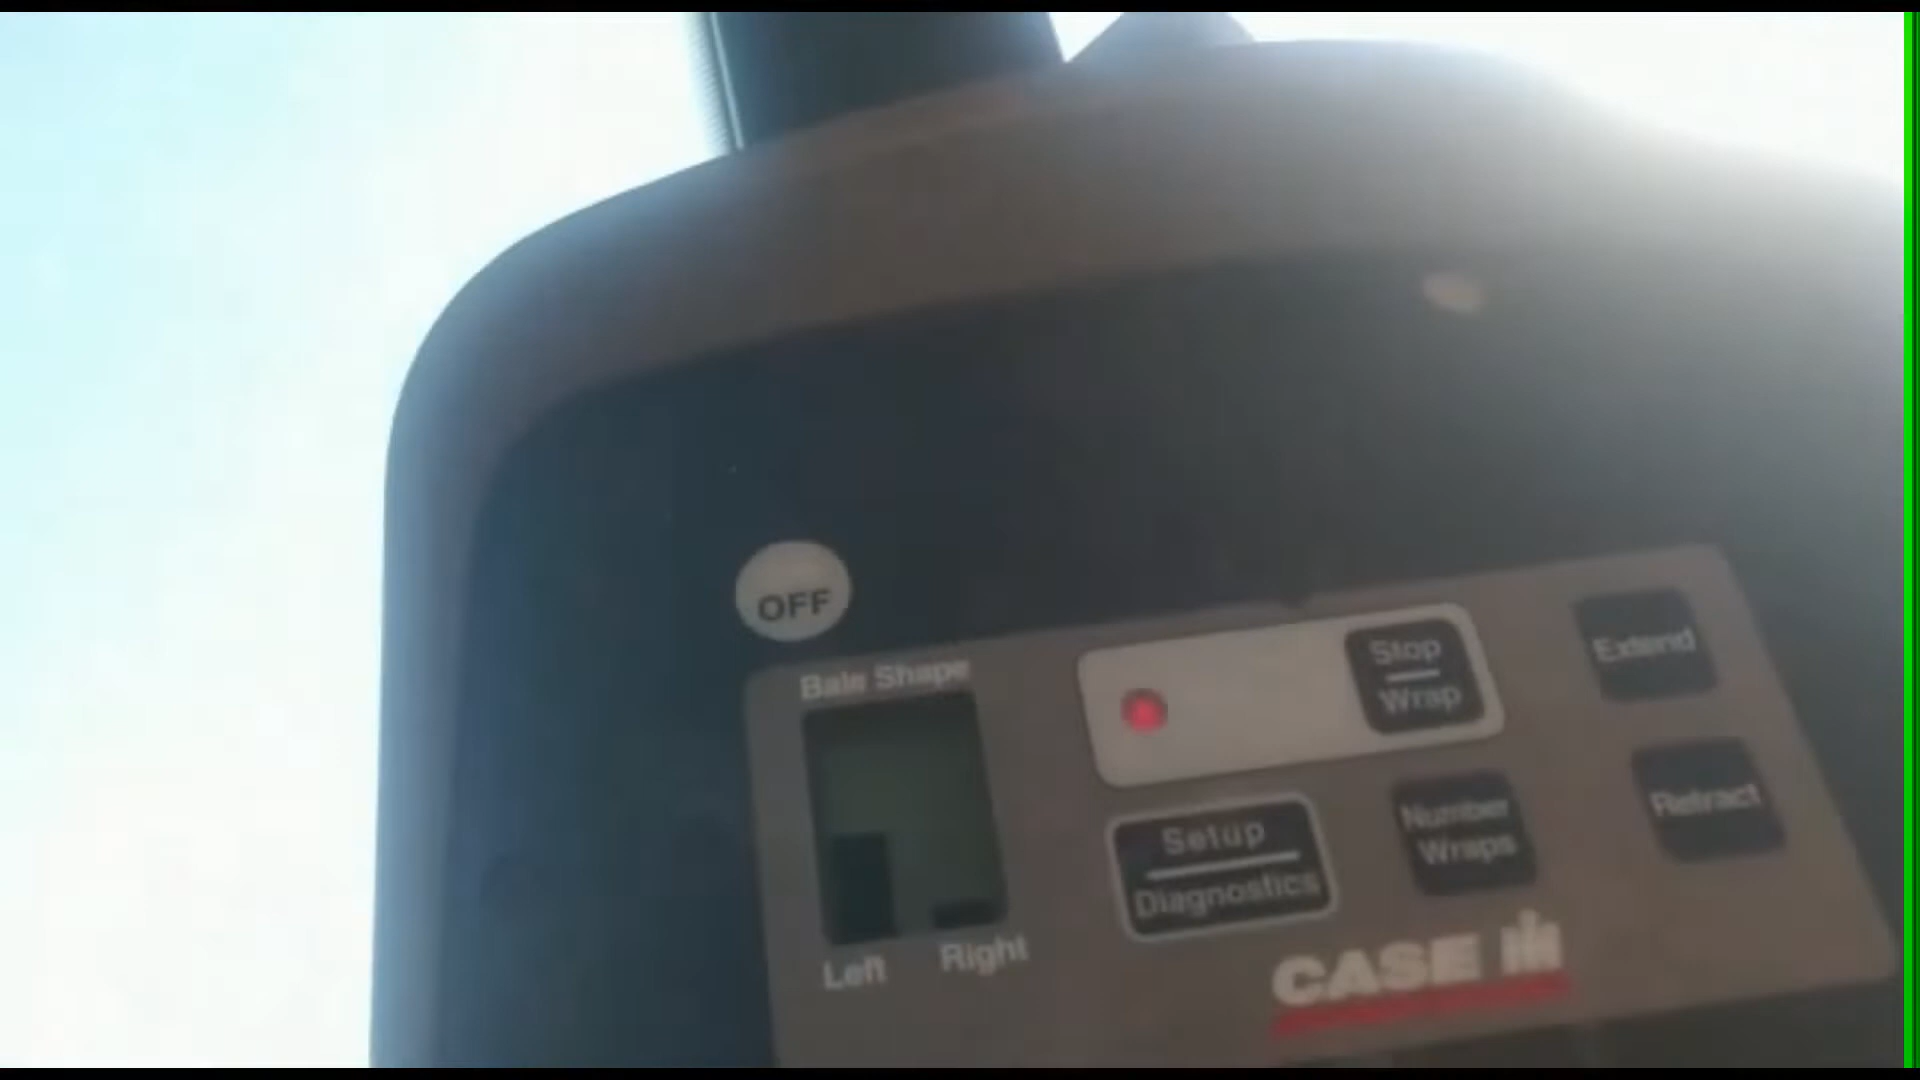 OFF
Bale Shape
Stop
Wrap
Extend
Setup
Diagnostics
Number
Wraps
Retract
Left
Right
CASE IH